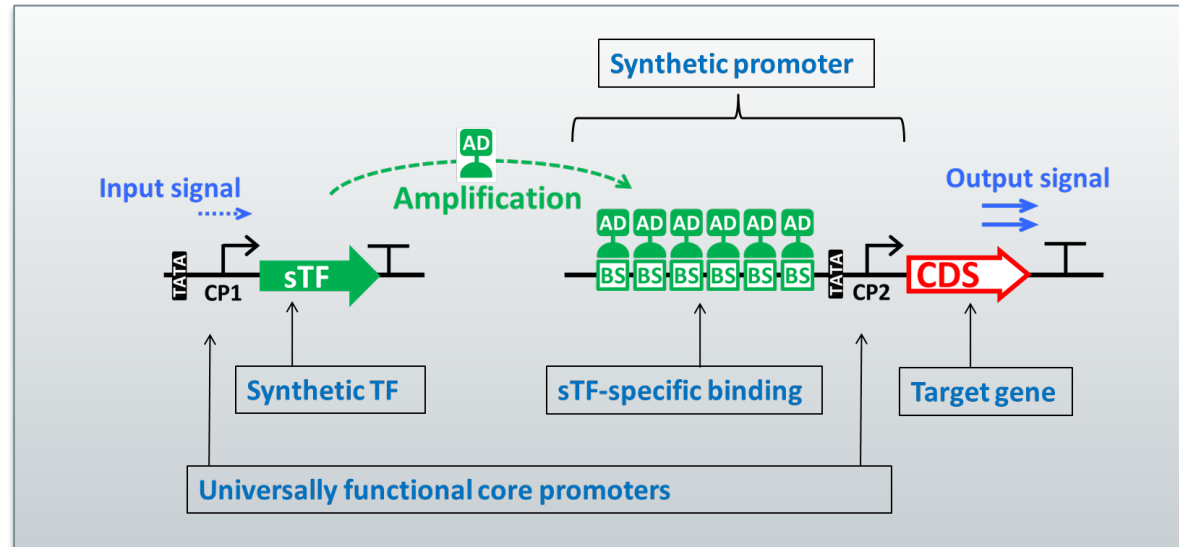 Synthetic promoter
AD
Input signal
Amplification
Output signal
AD AD AD AD AD AD
TATA
CP1
sTF
BS BS BS BS BS BS
TATA
CP2
CDS
Synthetic TF
sTF-specific binding
Target gene
Universally functional core promoters